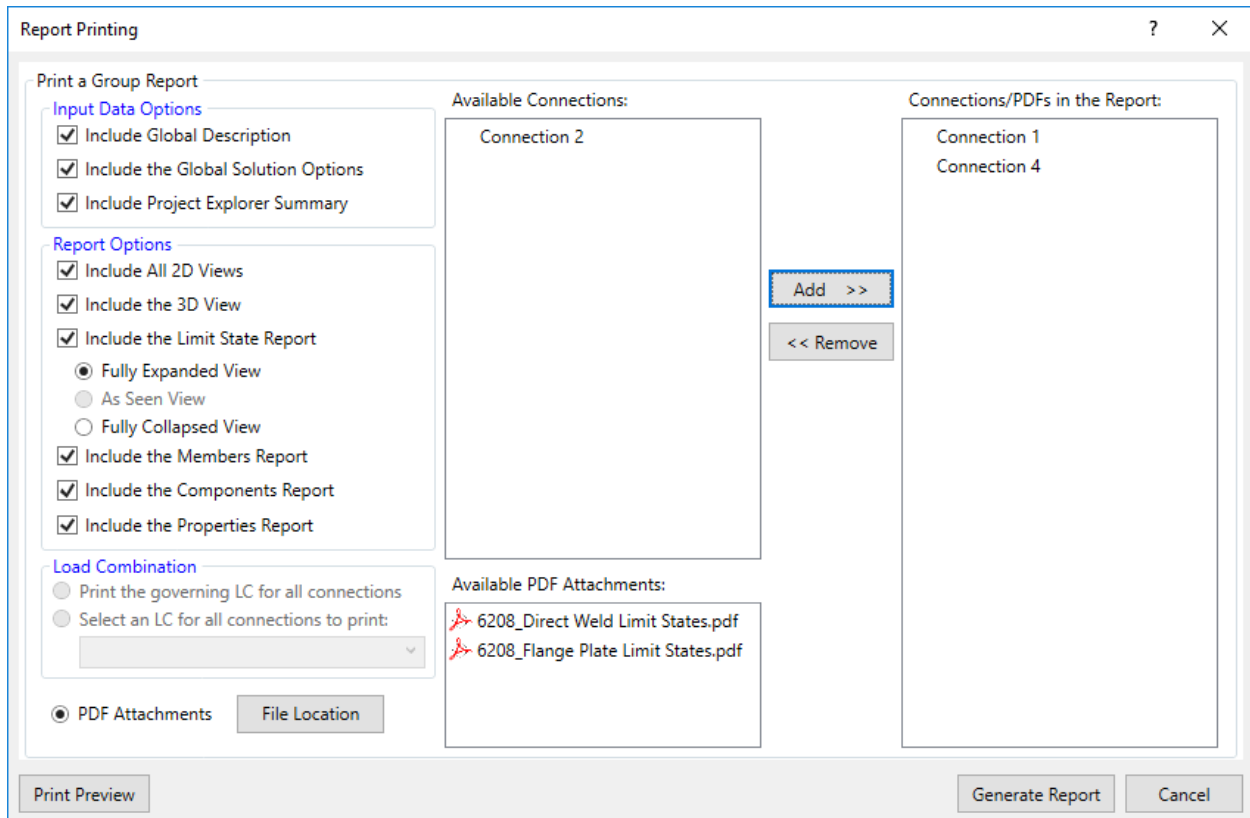 Report Printing
?
Print a Group Report
Input Data Options
Include Global Description
Include the Global Solution Options
Include Project Explorer Summary
Report Options
Include All 2D Views
Include the 3D View
Include the Limit State Report
Fully Expanded View
As Seen View
Fully Collapsed View
Include the Members Report
Include the Components Report
Include the Properties Report
Load Combination
Print the governing LC for all connections
Select an LC for all connections to print:
PDF Attachments
File Location
Available Connections:
Connection 2
Available PDF Attachments:
6208_Direct Weld Limit States.pdf
6208_Flange Plate Limit States.pdf
Add >>
<< Remove
Connections/PDFs in the Report:
Connection 1
Connection 4
Print Preview
Generate Report
Cancel